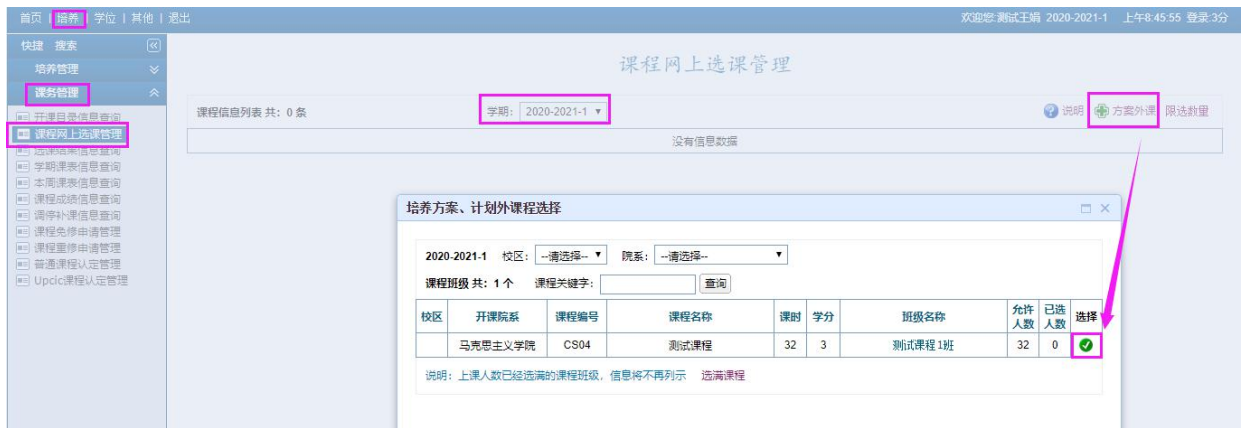 首页 | 培养 | 学位 | 其他 | 退出
欢迎您:测试王娟 2020-2021-1 上午8:45:55 登录:3分
快捷 搜索
培养管理
课务管理
开课目录信息查询
课程网上选课管理
选课结果信息查询
学期课表信息查询
本周课表信息查询
课程成绩信息查询
调停补课信息查询
课程免修申请管理
课程重修申请管理
普通课程认定管理
Upcic课程认定管理
课程网上选课管理
课程信息列表 共: 0 条 学期: 2020-2021-1 说明 方案外课 限选数量
没有信息数据
培养方案、计划外课程选择
2020-2021-1 校区: --请选择-- 院系: --请选择--
课程班级 共: 1 个 课程关键字: 查询
校区 开课院系 课程编号 课程名称 课时 学分 班级名称 允许人数 已选人数 选择
马克思主义学院 CS04 测试课程 32 3 测试课程 1班 32 0
说明: 上课人数已经选满的课程班级, 信息将不再列示 选满课程